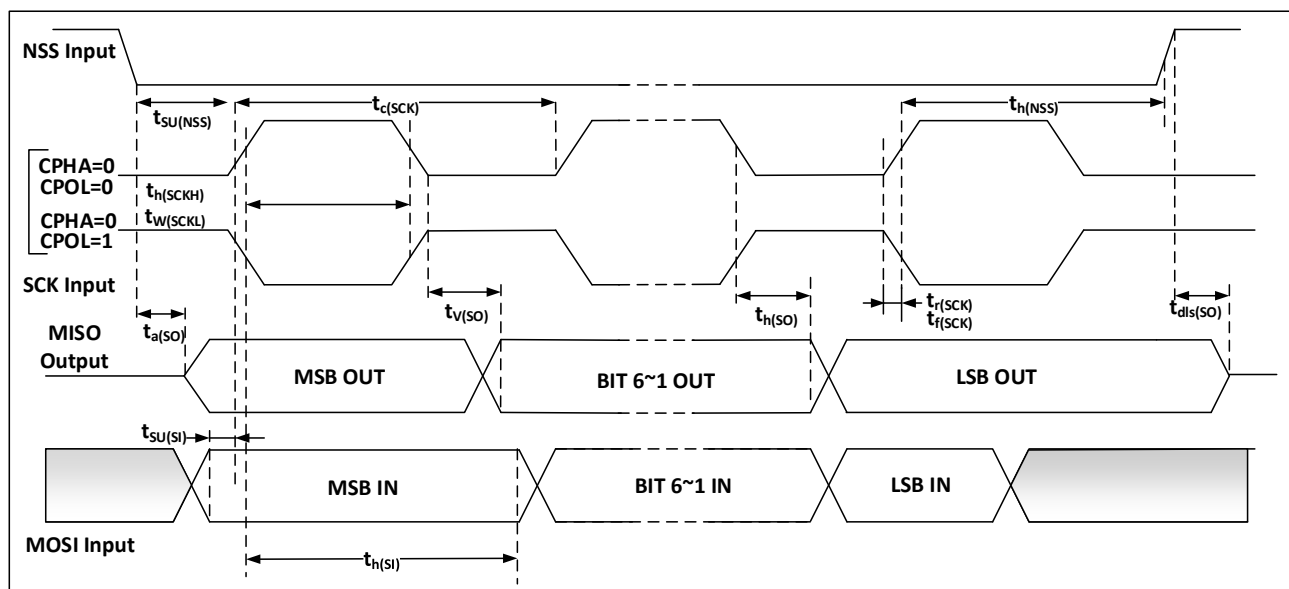 NSS Input
tSU(NSS)
tc(SCK)
th(NSS)
CPHA=0
CPOL=0
th(SCKH)
CPHA=0
CPOL=1
tW(SCKL)
SCK Input
ta(SO)
tV(SO)
th(SO)
tr(SCK)
tf(SCK)
tdls(SO)
MISO
Output
MSB OUT
BIT 6~1 OUT
LSB OUT
tSU(SI)
MSB IN
BIT 6~1 IN
LSB IN
MOSI Input
th(SI)